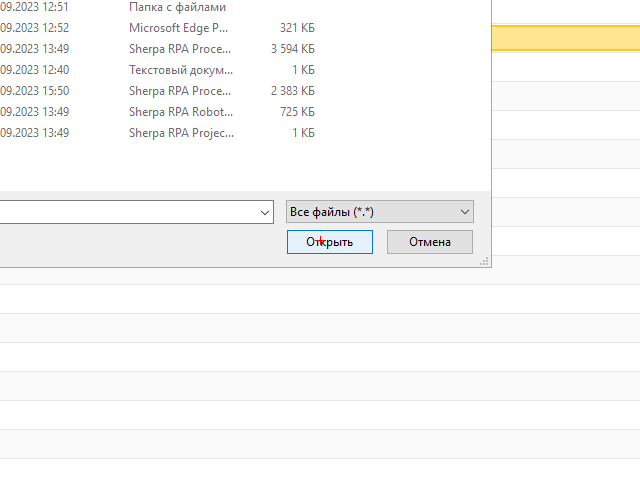 09.2023 12:51 Папка с файлами
09.2023 12:52 Microsoft Edge P... 321 КБ
09.2023 13:49 Sherpa RPA Proce... 3 594 КБ
09.2023 12:40 Текстовый докум... 1 КБ
09.2023 15:50 Sherpa RPA Proce... 2 383 КБ
09.2023 13:49 Sherpa RPA Robot... 725 КБ
09.2023 13:49 Sherpa RPA Projec... 1 КБ
Все файлы (*.*)
Открыть Отмена